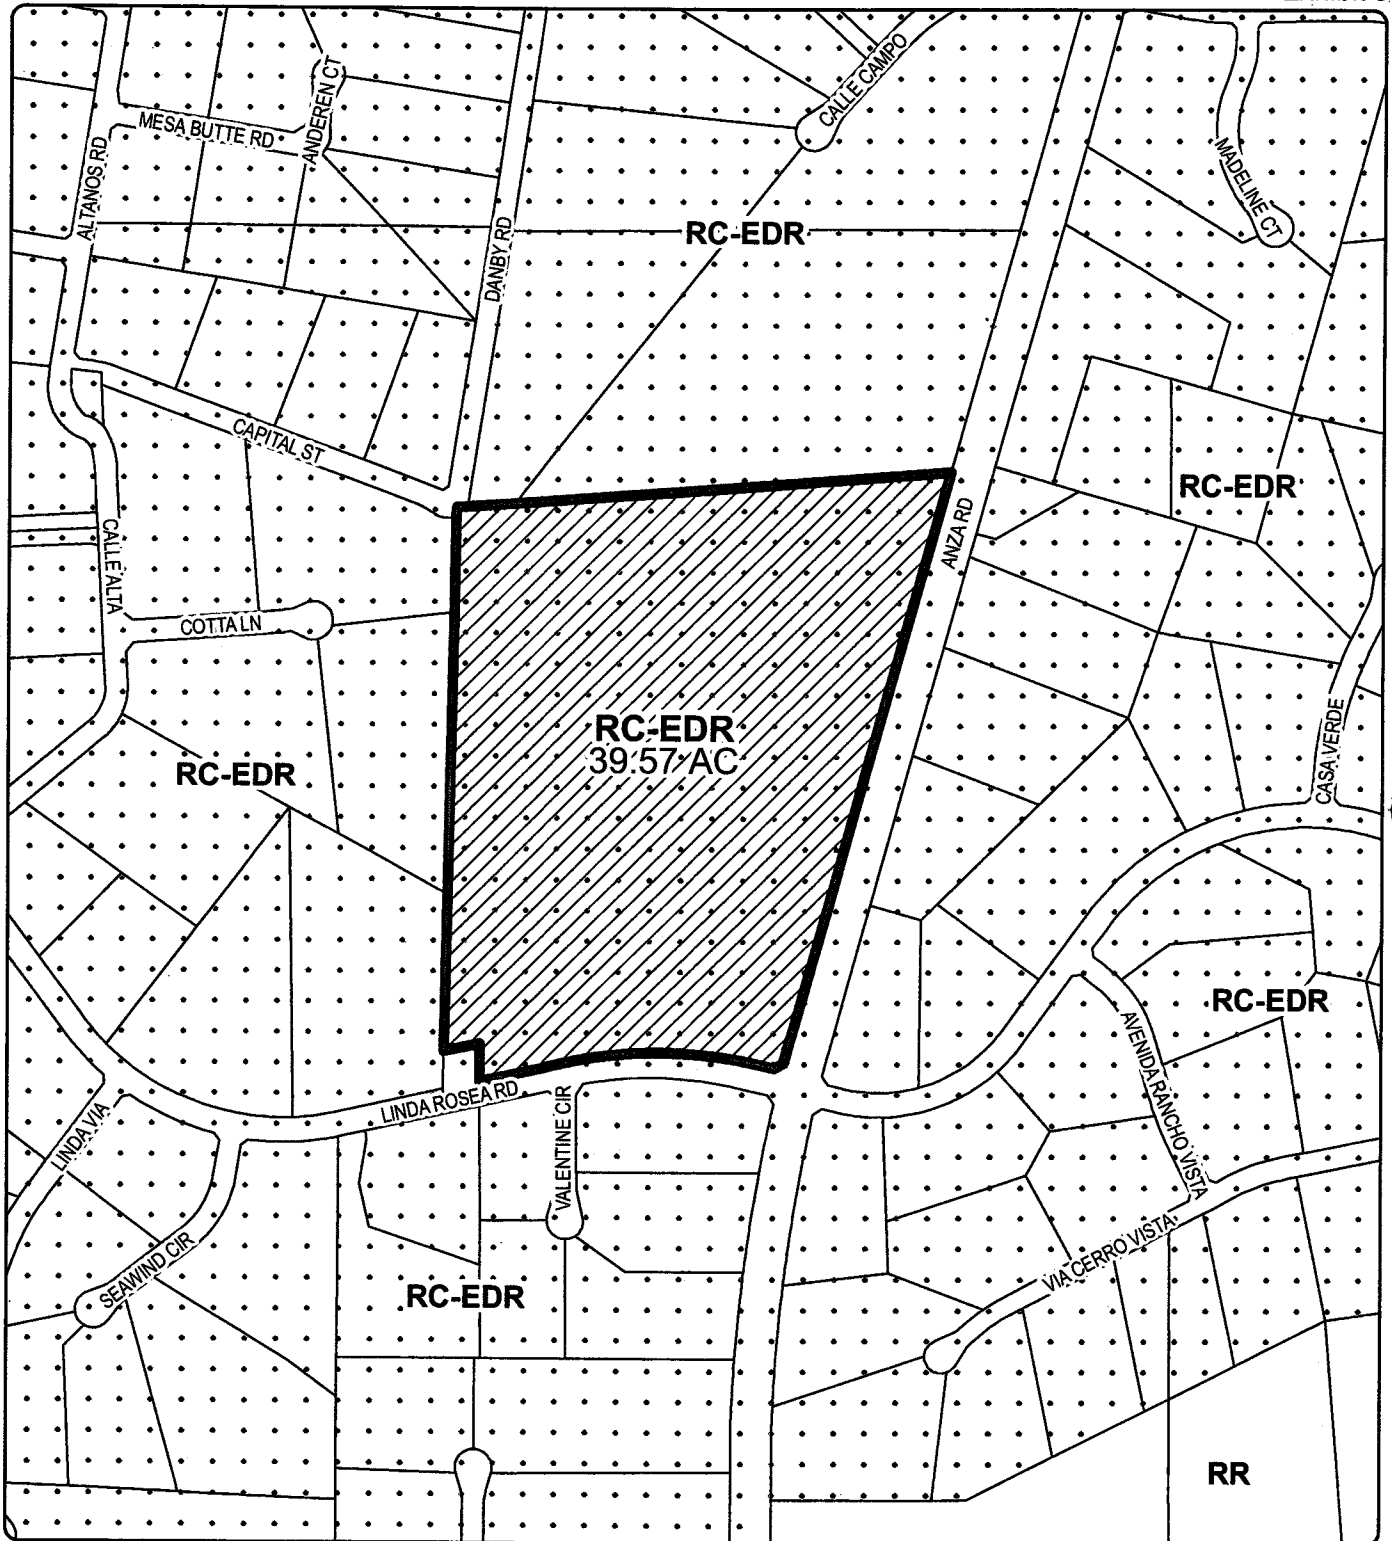 CALLE CAMPO
ANDEREN CT
MESA BUTTE RD
MADELINE CT
ALTANOS RD
RC-EDR
DANBY RD
CAPITAL ST
RC-EDR
ANZA RD
CALLE ALTA
COTTA LN
RC-EDR
39.57 AC
CASA VERDE
RC-EDR
RC-EDR
AVENIDA RANCHO VISTA
LINDA ROSEA RD
VALENTINE CIR
LINDA VIA
SEAWIND CIR
VIA CERRO VISTA
RC-EDR
RR